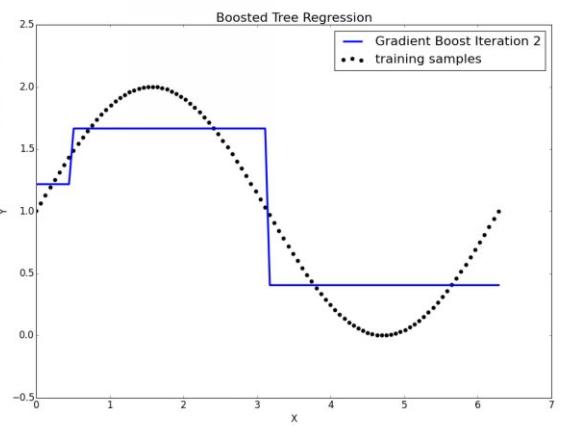 Boosted Tree Regression
Gradient Boost Iteration 2
training samples
2.5
2.0
1.5
1.0
0.5
0.0
−0.5
Y
0 1 2 3 4 5 6 7
X